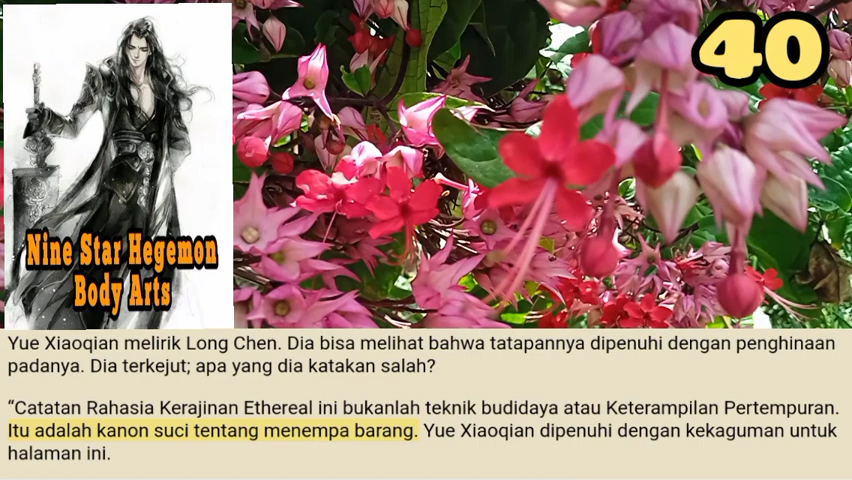 40
Nine Star Hegemon
Body Arts
Yue Xiaoqian melirik Long Chen. Dia bisa melihat bahwa tatapannya dipenuhi dengan penghinaan
padanya. Dia terkejut; apa yang dia katakan salah?
“Catatan Rahasia Kerajinan Ethereal ini bukanlah teknik budidaya atau Keterampilan Pertempuran.
Itu adalah kanon suci tentang menempa barang. Yue Xiaoqian dipenuhi dengan kekaguman untuk
halaman ini.